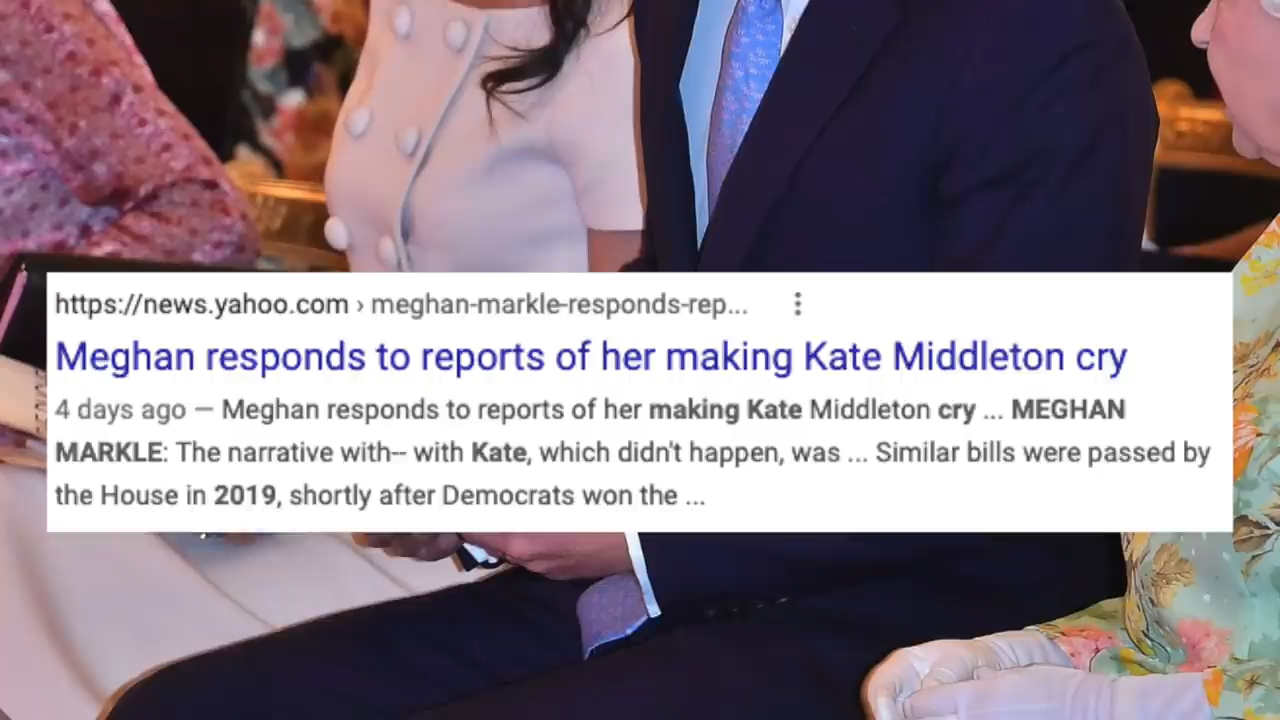 https://news.yahoo.com › meghan-markle-responds-rep...
Meghan responds to reports of her making Kate Middleton cry
4 days ago — Meghan responds to reports of her making Kate Middleton cry ... MEGHAN
MARKLE: The narrative with-- with Kate, which didn't happen, was ... Similar bills were passed by
the House in 2019, shortly after Democrats won the ...